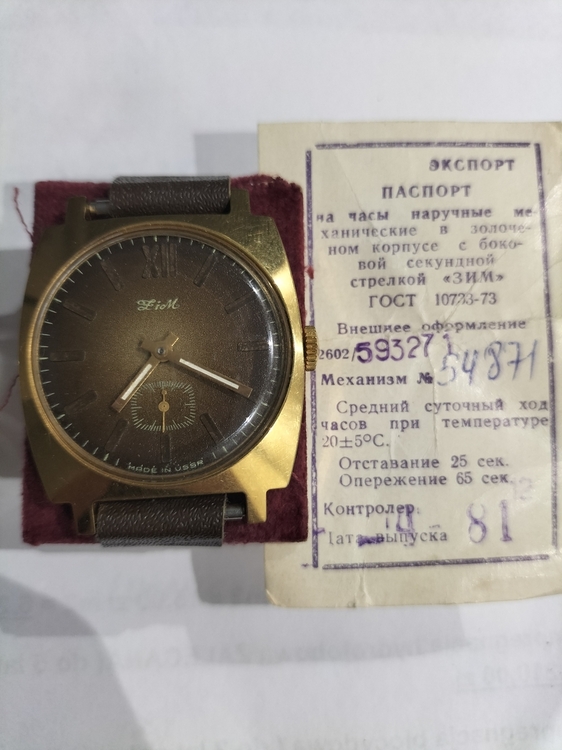 XII
ZiM
MADE IN USSR
ЭКСПОРТ
ПАСПОРТ
на часы наручные ме-
ханические в золоче-
ном корпусе с боко-
вой секундной
стрелкой «ЗИМ»
ГОСТ 10733-73
Внешнее оформление
2602/593271
Механизм № 54871
Средний суточный ход
часов при температуре
20±5°С.
Отставание 25 сек.
Опережение 65 сек.
Контролер
Дата выпуска 81